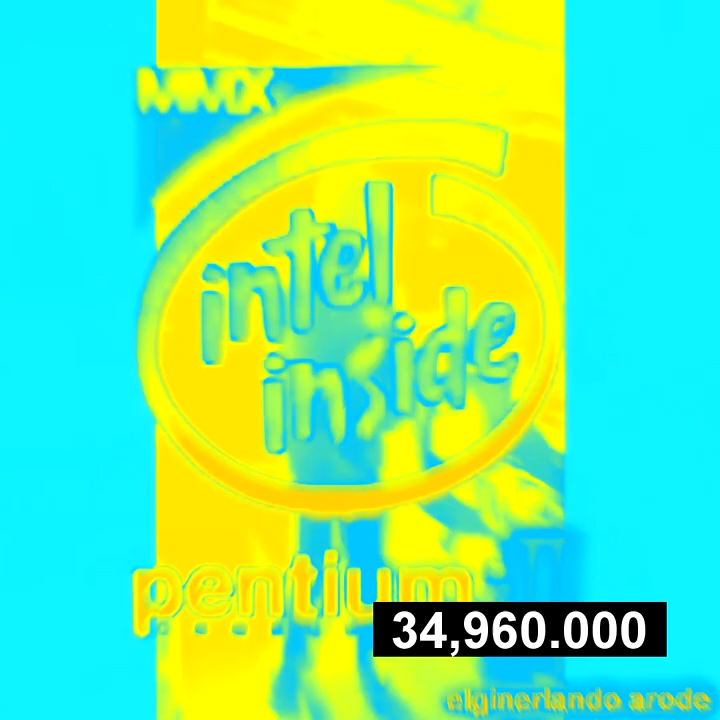 MMX
intel
inside
pentium
34,960.000
elginerlando arode